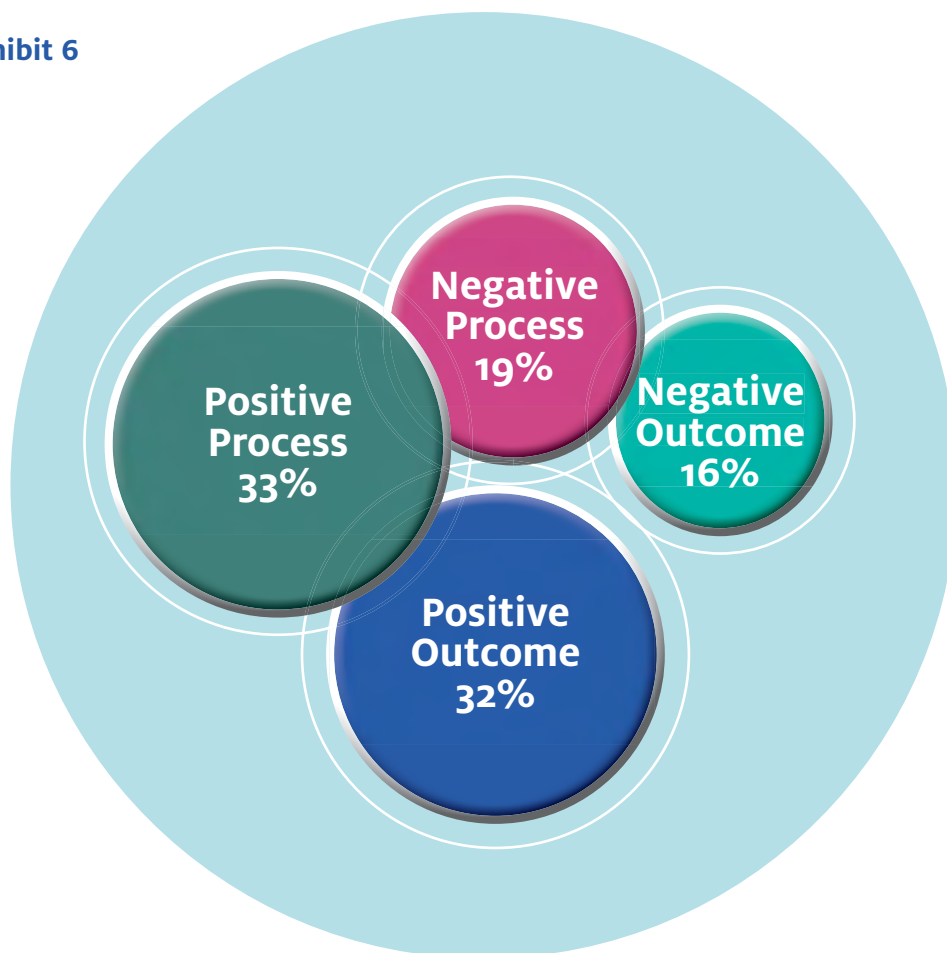 hibit 6
Negative
Process
19%
Positive
Process
33%
Negative
Outcome
16%
Positive
Outcome
32%